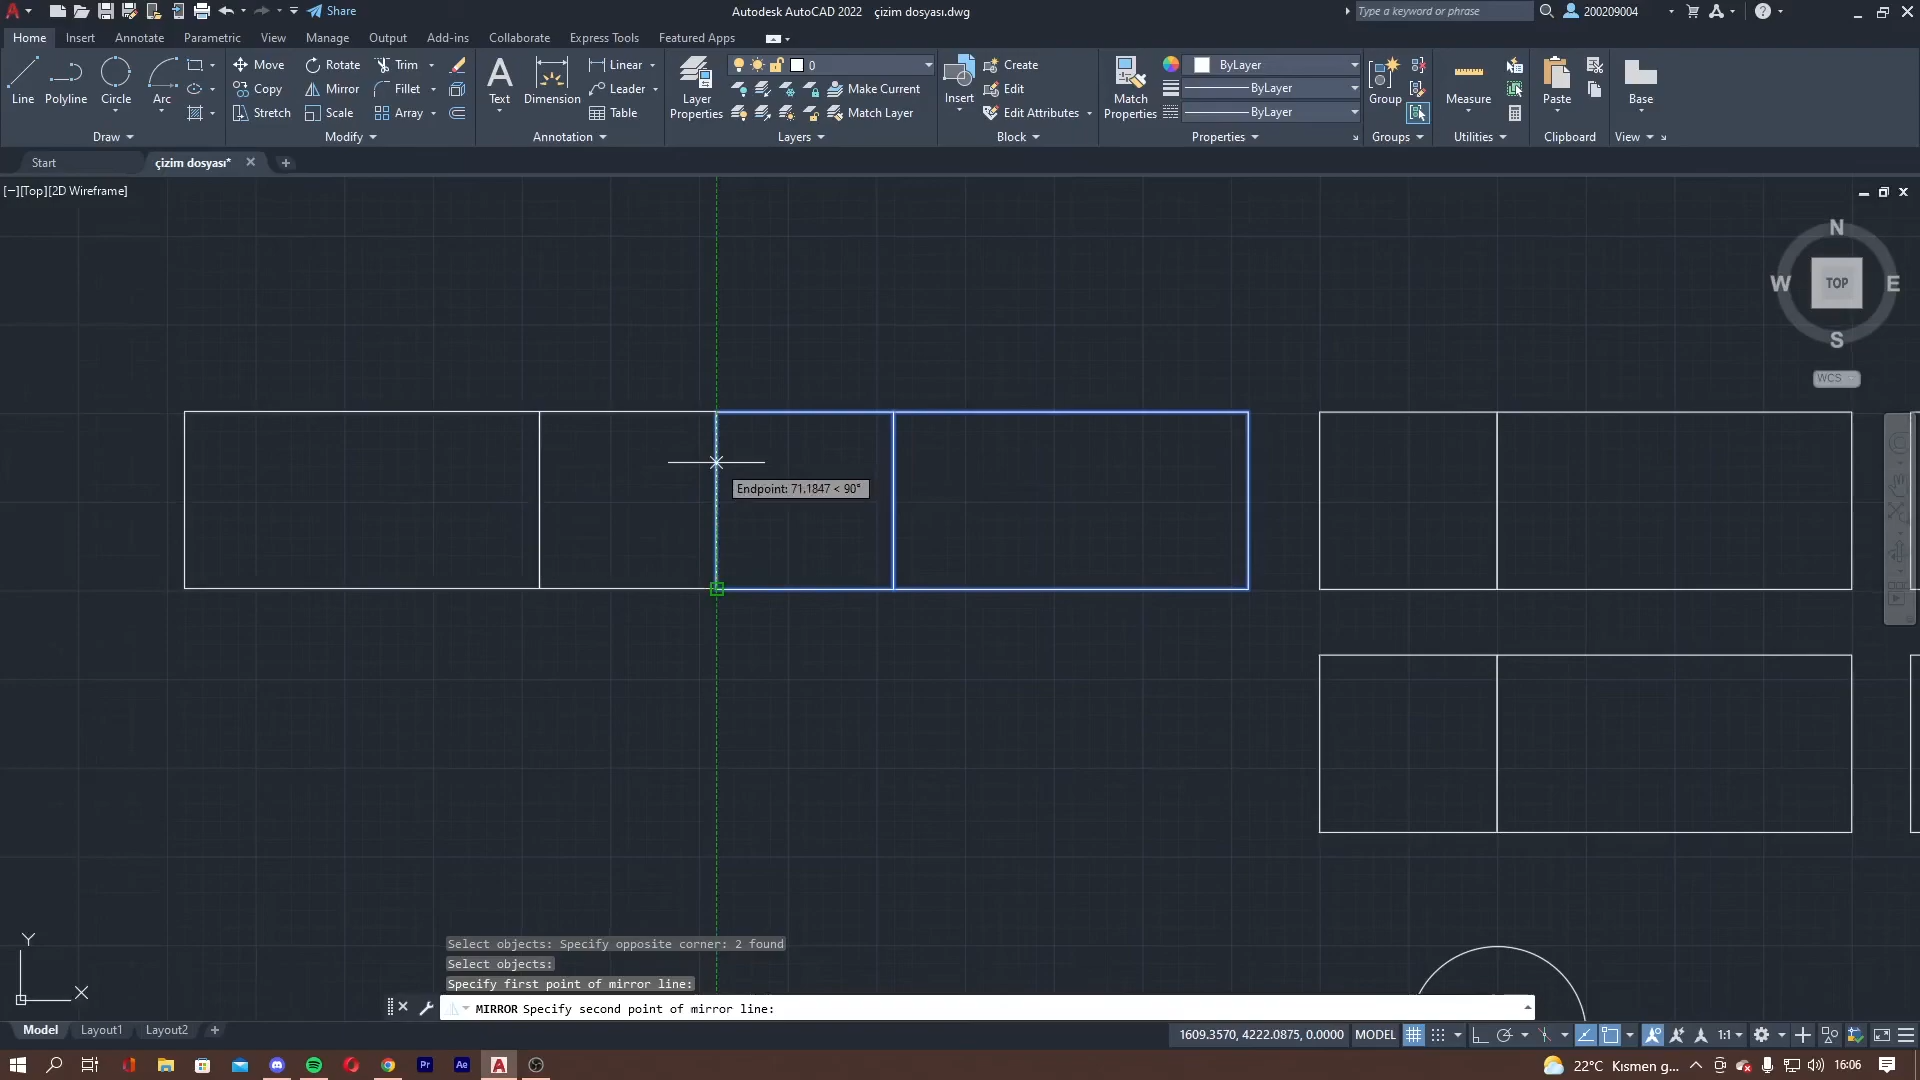 Share
Autodesk AutoCAD 2022 çizim dosyası.dwg
Type a keyword or phrase
200209004
Home Insert Annotate Parametric View Manage Output Add-ins Collaborate Express Tools Featured Apps
Line
Polyline
Circle
Arc
Draw
Move
Rotate
Trim
Copy
Mirror
Fillet
Stretch
Scale
Array
Modify
Text
Dimension
Linear
Leader
Table
Annotation
Layer
Properties
0
Make Current
Match Layer
Layers
Insert
Create
Edit
Edit Attributes
Block
Match
Properties
ByLayer
ByLayer
ByLayer
Properties
Group
Groups
Measure
Utilities
Paste
Clipboard
Base
View
Start
çizim dosyası*
[−][Top][2D Wireframe]
N
W
TOP
E
S
WCS
Endpoint: 71.1847 < 90°
Y
X
Select objects: Specify opposite corner: 2 found
Select objects:
Specify first point of mirror line:
MIRROR Specify second point of mirror line:
Model Layout1 Layout2
1609.3570, 4222.0875, 0.0000 MODEL
1:1
Pr
Ae
22°C Kısmen g...
16:06